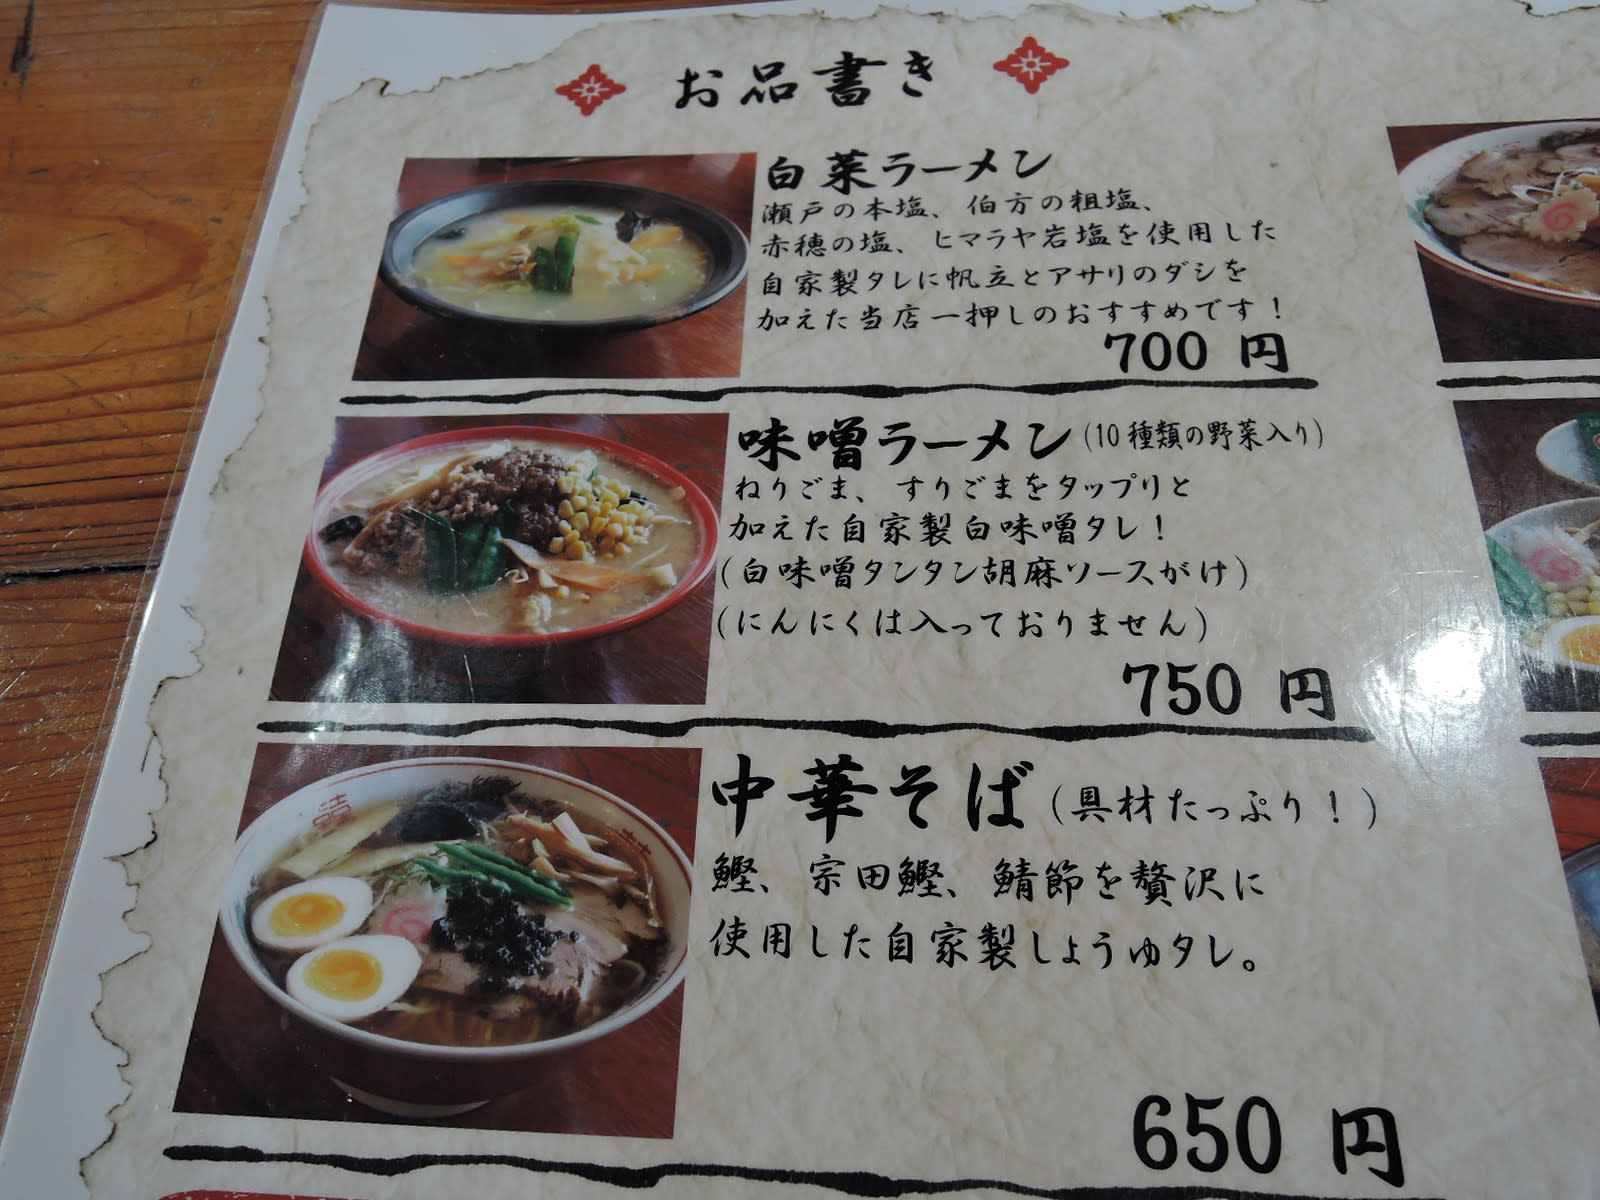 お品書き
白菜ラーメン
瀬戸の本塩、伯方の粗塩、
赤穂の塩、ヒマラヤ岩塩を使用した
自家製タレに帆立とアサリのダシを
加えた当店一押しのおすすめです！
700 円
味噌ラーメン(10種類の野菜入り)
ねりごま、すりごまをタップリと
加えた自家製白味噌タレ！
(白味噌タンタン胡麻ソースがけ)
(にんにくは入っておりません)
750 円
中華そば(具材たっぷり！)
鰹、宗田鰹、鯖節を贅沢に
使用した自家製しょうゆタレ。
650 円